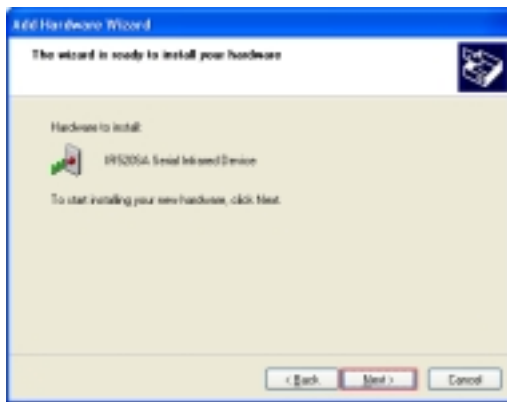 Add Hardware Wizard
The wizard is ready to install your hardware
Hardware to install:
IR520SA Serial Infrared Device
To start installing your new hardware, click Next.
< Back
Next >
Cancel